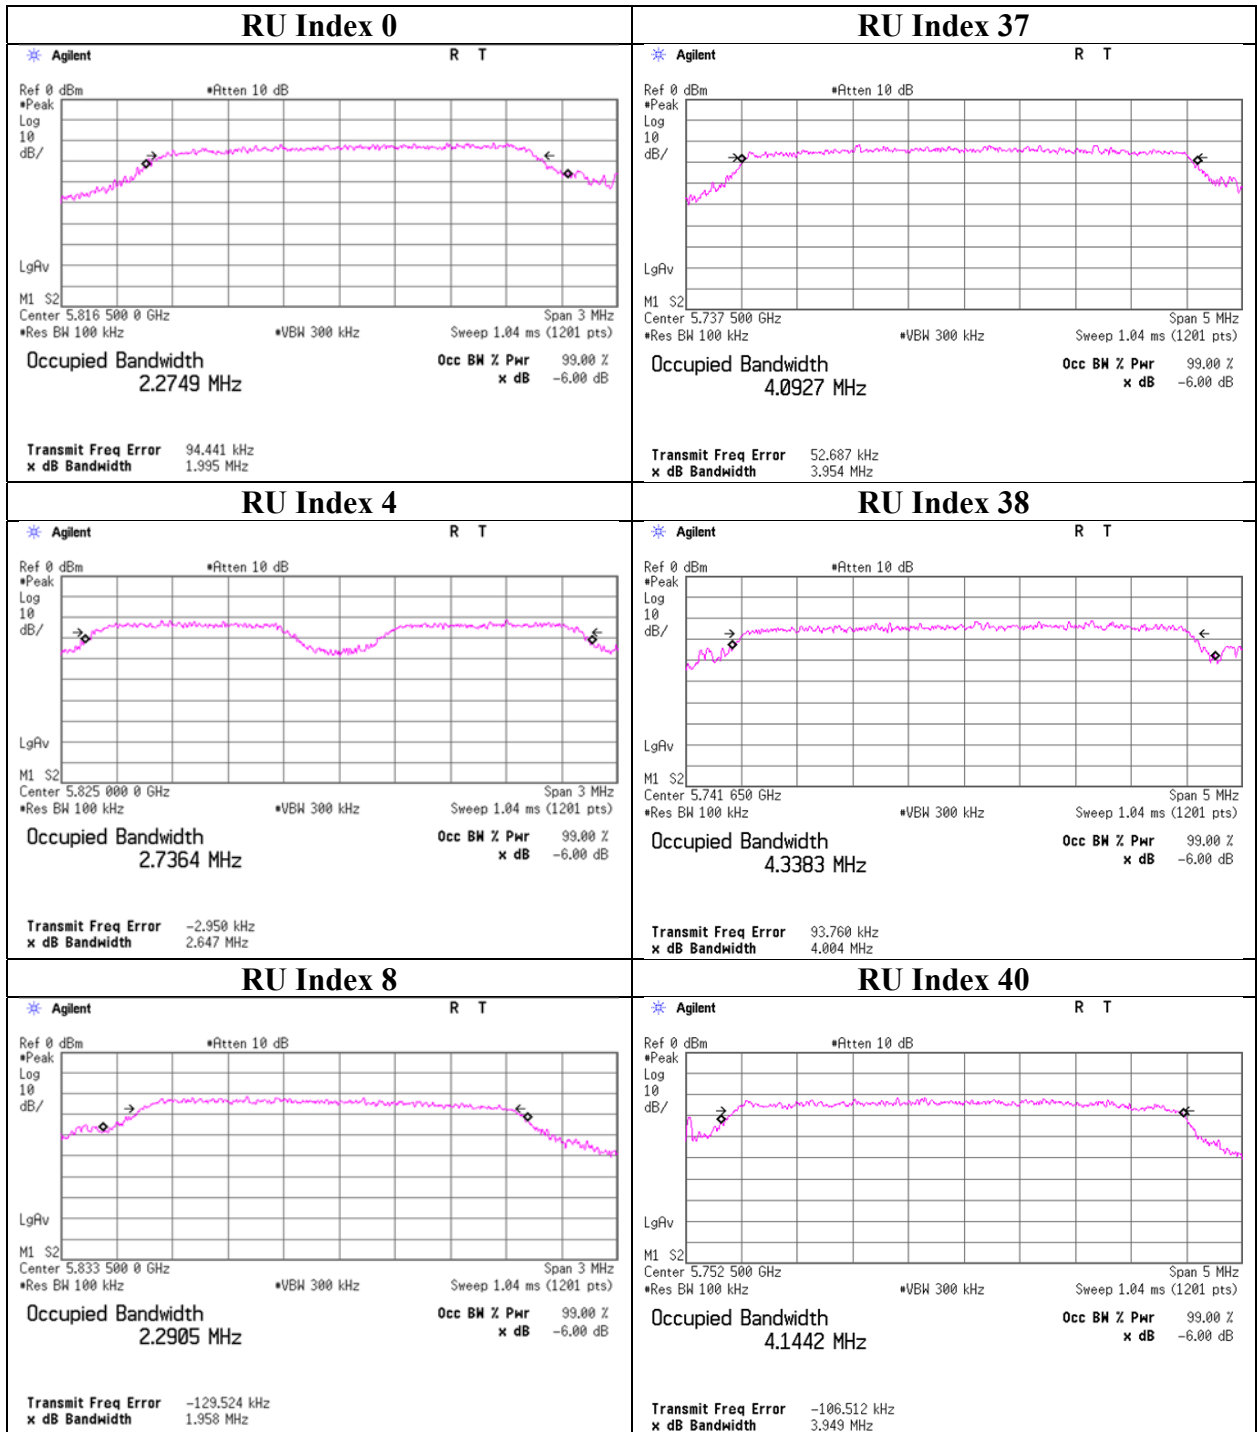 RU Index 0
Agilent
R T
Ref 0 dBm #Atten 10 dB
#Peak
Log
10
dB/
LgAv
M1 S2
Center 5.816 500 0 GHz Span 3 MHz
#Res BW 100 kHz #VBW 300 kHz Sweep 1.04 ms (1201 pts)
Occupied Bandwidth Occ BW % Pwr 99.00 %
2.2749 MHz x dB -6.00 dB
Transmit Freq Error 94.441 kHz
x dB Bandwidth 1.995 MHz
RU Index 37
Agilent
R T
Ref 0 dBm #Atten 10 dB
#Peak
Log
10
dB/
LgAv
M1 S2
Center 5.737 500 GHz Span 5 MHz
#Res BW 100 kHz #VBW 300 kHz Sweep 1.04 ms (1201 pts)
Occupied Bandwidth Occ BW % Pwr 99.00 %
4.0927 MHz x dB -6.00 dB
Transmit Freq Error 52.687 kHz
x dB Bandwidth 3.954 MHz
RU Index 4
Agilent
R T
Ref 0 dBm #Atten 10 dB
#Peak
Log
10
dB/
LgAv
M1 S2
Center 5.825 000 0 GHz Span 3 MHz
#Res BW 100 kHz #VBW 300 kHz Sweep 1.04 ms (1201 pts)
Occupied Bandwidth Occ BW % Pwr 99.00 %
2.7364 MHz x dB -6.00 dB
Transmit Freq Error -2.950 kHz
x dB Bandwidth 2.647 MHz
RU Index 38
Agilent
R T
Ref 0 dBm #Atten 10 dB
#Peak
Log
10
dB/
LgAv
M1 S2
Center 5.741 650 GHz Span 5 MHz
#Res BW 100 kHz #VBW 300 kHz Sweep 1.04 ms (1201 pts)
Occupied Bandwidth Occ BW % Pwr 99.00 %
4.3383 MHz x dB -6.00 dB
Transmit Freq Error 93.760 kHz
x dB Bandwidth 4.004 MHz
RU Index 8
Agilent
R T
Ref 0 dBm #Atten 10 dB
#Peak
Log
10
dB/
LgAv
M1 S2
Center 5.833 500 0 GHz Span 3 MHz
#Res BW 100 kHz #VBW 300 kHz Sweep 1.04 ms (1201 pts)
Occupied Bandwidth Occ BW % Pwr 99.00 %
2.2905 MHz x dB -6.00 dB
Transmit Freq Error -129.524 kHz
x dB Bandwidth 1.958 MHz
RU Index 40
Agilent
R T
Ref 0 dBm #Atten 10 dB
#Peak
Log
10
dB/
LgAv
M1 S2
Center 5.752 500 GHz Span 5 MHz
#Res BW 100 kHz #VBW 300 kHz Sweep 1.04 ms (1201 pts)
Occupied Bandwidth Occ BW % Pwr 99.00 %
4.1442 MHz x dB -6.00 dB
Transmit Freq Error -106.512 kHz
x dB Bandwidth 3.949 MHz